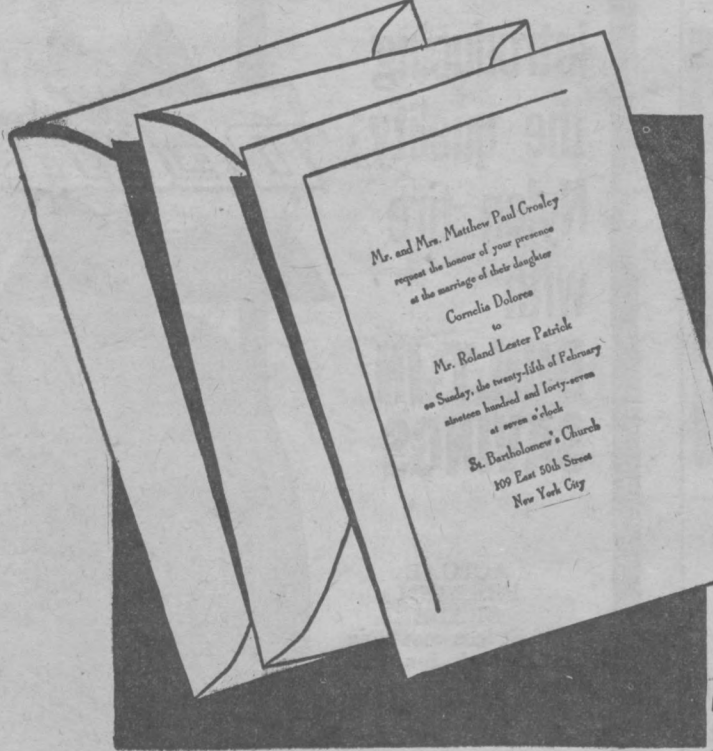 Mr. and Mrs. Matthew Paul Crosley
request the honour of your presence
at the marriage of their daughter
Cornelia Dolores
to
Mr. Roland Lester Patrick
on Sunday, the twenty-fifth of February
nineteen hundred and forty-seven
at seven o'clock
St. Bartholomew's Church
109 East 50th Street
New York City